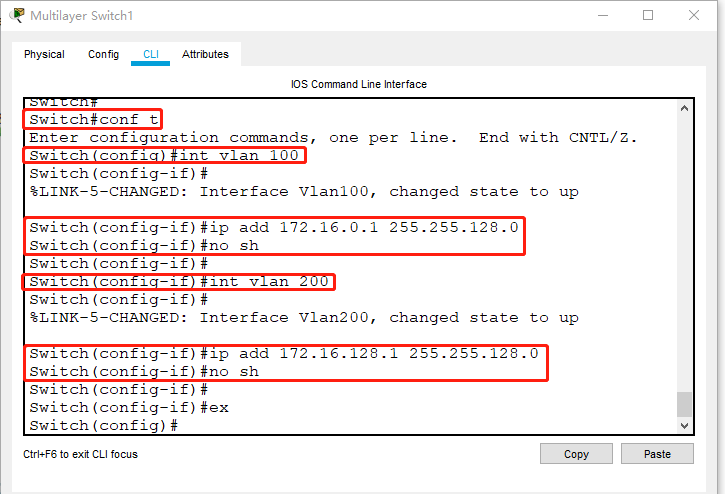 Multilayer Switch1
Physical Config CLI Attributes
IOS Command Line Interface
Switch#
Switch#conf t
Enter configuration commands, one per line.  End with CNTL/Z.
Switch(config)#int vlan 100
Switch(config-if)#
%LINK-5-CHANGED: Interface Vlan100, changed state to up
Switch(config-if)#ip add 172.16.0.1 255.255.128.0
Switch(config-if)#no sh
Switch(config-if)#
Switch(config-if)#int vlan 200
Switch(config-if)#
%LINK-5-CHANGED: Interface Vlan200, changed state to up
Switch(config-if)#ip add 172.16.128.1 255.255.128.0
Switch(config-if)#no sh
Switch(config-if)#
Switch(config-if)#ex
Switch(config)#
Ctrl+F6 to exit CLI focus Copy Paste